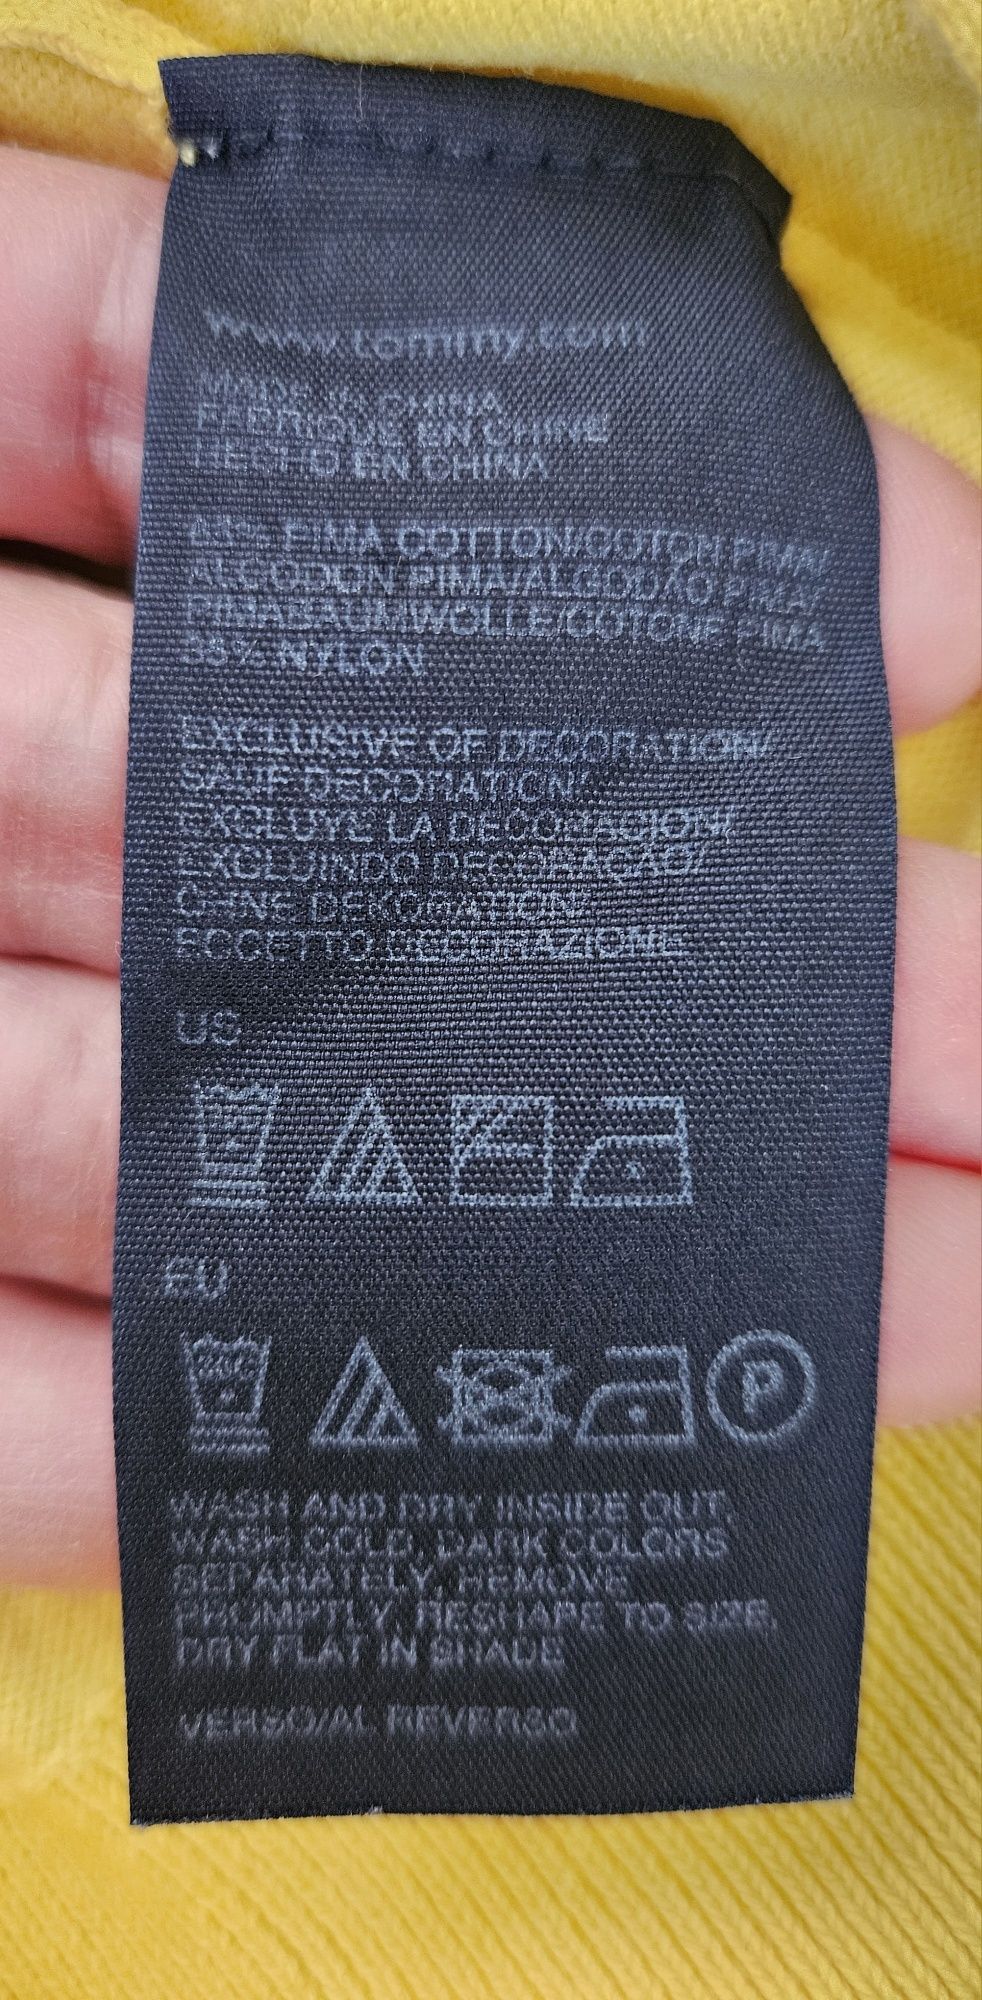 www.tommy.com
MADE IN CHINA
FABRIQUE EN CHINE
HECHO EN CHINA
PIMA COTTON/COTON PIMA/
ALGODON PIMA/ALGODÃO PIMA/
PIMABAUMWOLLE/COTONE PIMA
NYLON
EXCLUSIVE OF DECORATION/
SAUF DECORATION/
EXCLUYE LA DECORACION/
EXCLUINDO DECORAÇAO/
OHNE DEKORATION/
ECCETTO DECORAZIONE
US
EU
P
WASH AND DRY INSIDE OUT,
WASH COLD, DARK COLORS
SEPARATELY, REMOVE
PROMPTLY, RESHAPE TO SIZE,
DRY FLAT IN SHADE
VERSO/AL REVERSO